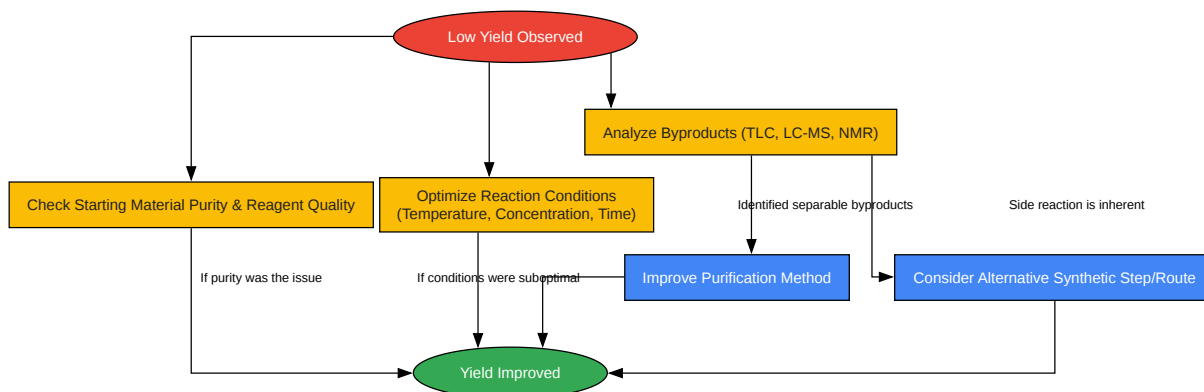 Low Yield Observed
Analyze Byproducts (TLC, LC-MS, NMR)
Check Starting Material Purity & Reagent Quality
Optimize Reaction Conditions
(Temperature, Concentration, Time)
Identified separable byproducts
Side reaction is inherent
If purity was the issue
If conditions were suboptimal
Improve Purification Method
Consider Alternative Synthetic Step/Route
Yield Improved